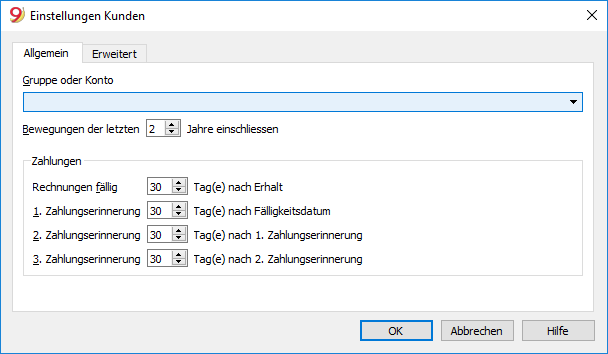 9 Einstellungen Kunden
Allgemein Erweitert
Gruppe oder Konto
Bewegungen der letzten 2 Jahre einschliessen
Zahlungen
Rechnungen fällig 30 Tag(e) nach Erhalt
1. Zahlungserinnerung 30 Tag(e) nach Fälligkeitsdatum
2. Zahlungserinnerung 30 Tag(e) nach 1. Zahlungserinnerung
3. Zahlungserinnerung 30 Tag(e) nach 2. Zahlungserinnerung
OK Abbrechen Hilfe